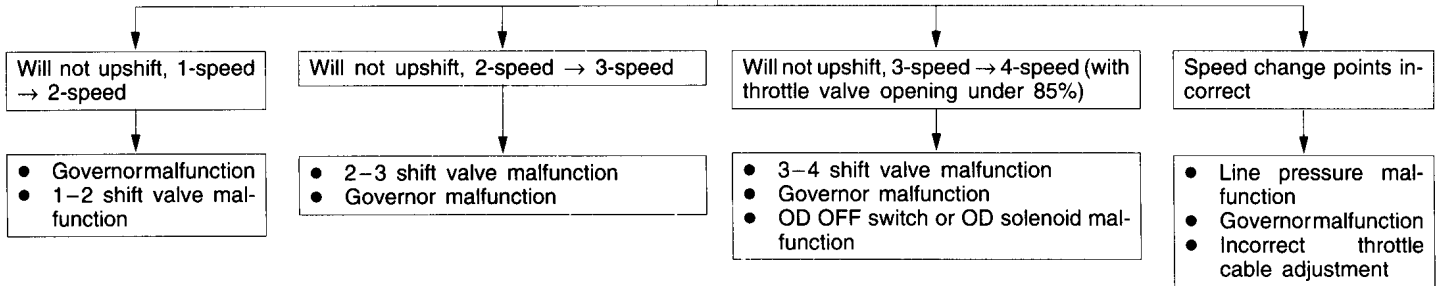 Will not upshift, 1-speed
→ 2-speed
Governormalfunction
1–2 shift valve mal-
function
Will not upshift, 2-speed → 3-speed
2–3 shift valve malfunction
Governor malfunction
Will not upshift, 3-speed → 4-speed (with
throttle valve opening under 85%)
3–4 shift valve malfunction
Governor malfunction
OD OFF switch or OD solenoid mal-
function
Speed change points in-
correct
Line pressure mal-
function
Governormalfunction
Incorrect throttle
cable adjustment